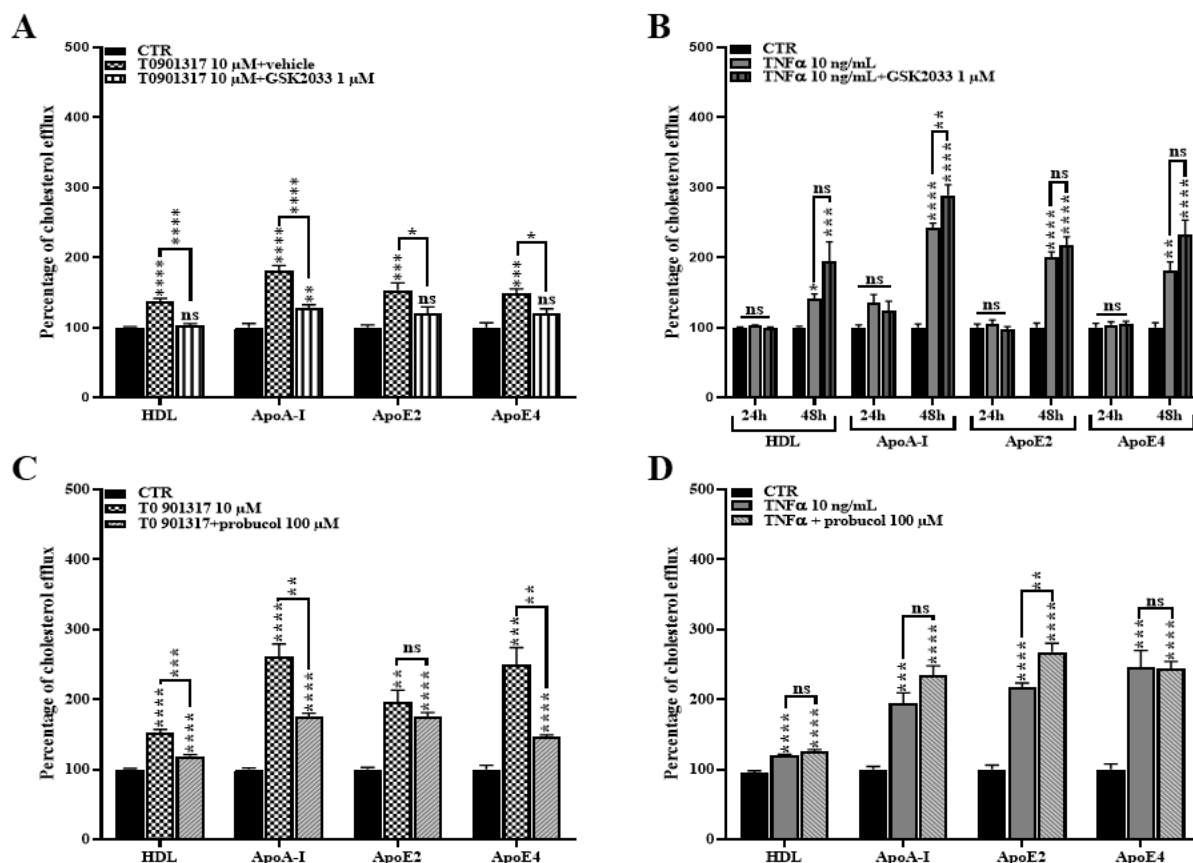 A
500
400
300
200
100
0
Percentage of cholesterol efflux
CTR
T0901317 10 µM+vehicle
T0901317 10 µM+GSK2033 1 µM
****
****
ns
****
****
**
***
*
ns
***
*
ns
HDL
ApoA-I
ApoE2
ApoE4
B
500
400
300
200
100
0
Percentage of cholesterol efflux
CTR
TNFα 10 ng/mL
TNFα 10 ng/mL+GSK2033 1 µM
ns
*
ns
***
ns
****
**
****
ns
****
ns
****
ns
**
ns
****
24h 48h 24h 48h 24h 48h 24h 48h
HDL ApoA-I ApoE2 ApoE4
C
500
400
300
200
100
0
Percentage of cholesterol efflux
CTR
T0 901317 10 µM
T0 901317+probucol 100 µM
****
***
****
****
**
****
**
ns
****
***
**
****
HDL
ApoA-I
ApoE2
ApoE4
D
500
400
300
200
100
0
Percentage of cholesterol efflux
CTR
TNFα 10 ng/mL
TNFα + probucol 100 µM
****
ns
****
***
ns
****
****
**
****
***
ns
****
HDL
ApoA-I
ApoE2
ApoE4